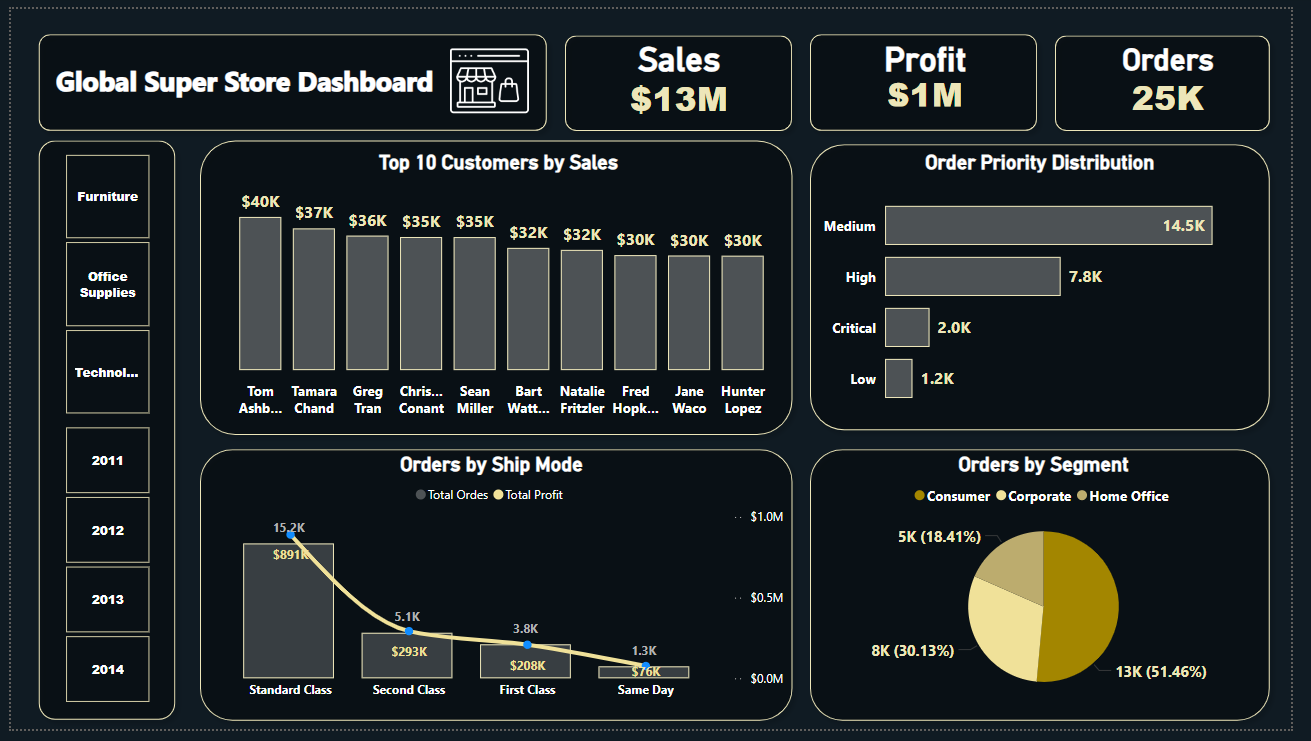 Global Super Store Dashboard
Sales
$13M
Profit
$1M
Orders
25K
Furniture
Office
Supplies
Technol...
2011
2012
2013
2014
Top 10 Customers by Sales
$40K
$37K
$36K
$35K
$35K
$32K
$32K
$30K
$30K
$30K
Tom
Ashb...
Tamara
Chand
Greg
Tran
Chris...
Conant
Sean
Miller
Bart
Watt...
Natalie
Fritzler
Fred
Hopk...
Jane
Waco
Hunter
Lopez
Order Priority Distribution
Medium
14.5K
High
7.8K
Critical
2.0K
Low
1.2K
Orders by Ship Mode
Total Ordes
Total Profit
15.2K
$891K
5.1K
$293K
3.8K
$208K
1.3K
$76K
$1.0M
$0.5M
$0.0M
Standard Class
Second Class
First Class
Same Day
Orders by Segment
Consumer
Corporate
Home Office
5K (18.41%)
8K (30.13%)
13K (51.46%)